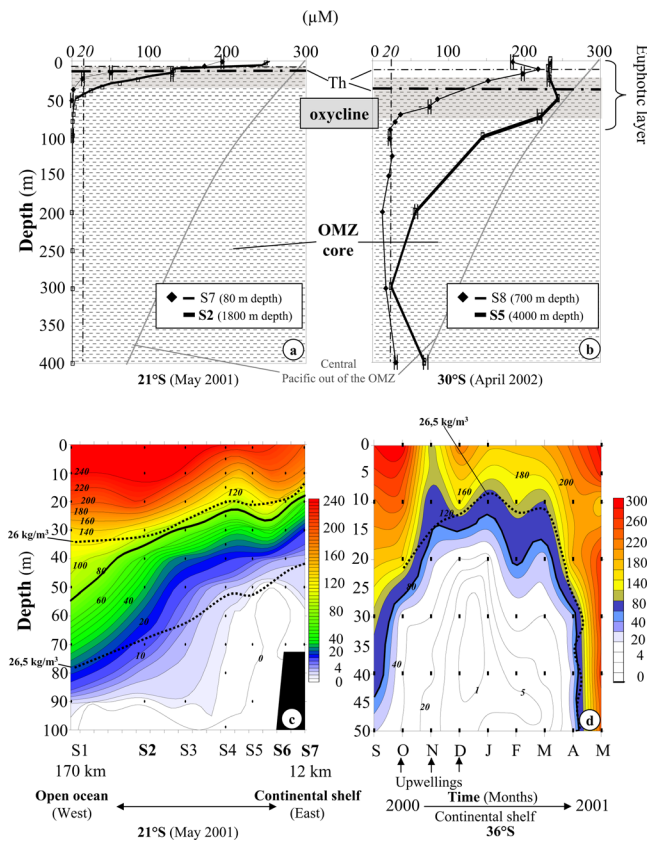 (µM)
0 20 100 200 300
0 20 100 200 300
0
50
100
150
200
250
300
350
400
Depth (m)
Th
oxycline
Euphotic layer
OMZ
core
S7 (80 m depth)
S2 (1800 m depth)
a
S8 (700 m depth)
S5 (4000 m depth)
b
Central
Pacific out of the OMZ
21°S (May 2001)
30°S (April 2002)
26,5 kg/m³
0
10
20
30
40
50
60
70
80
90
100
Depth (m)
26 kg/m³
26,5 kg/m³
240
220
200
180
160
140
120
100
80
60
40
20
10
0
240
200
160
120
80
40
20
4
0
c
S1 S2 S3 S4 S5 S6 S7
170 km 12 km
Open ocean
(West)
Continental shelf
(East)
21°S (May 2001)
0
5
10
15
20
25
30
35
40
45
50
180
200
160
120
80
40
20
1
5
300
260
220
180
140
100
80
40
20
4
0
d
S O N D J F M A M
Upwellings
2000 Time (Months) 2001
Continental shelf
36°S